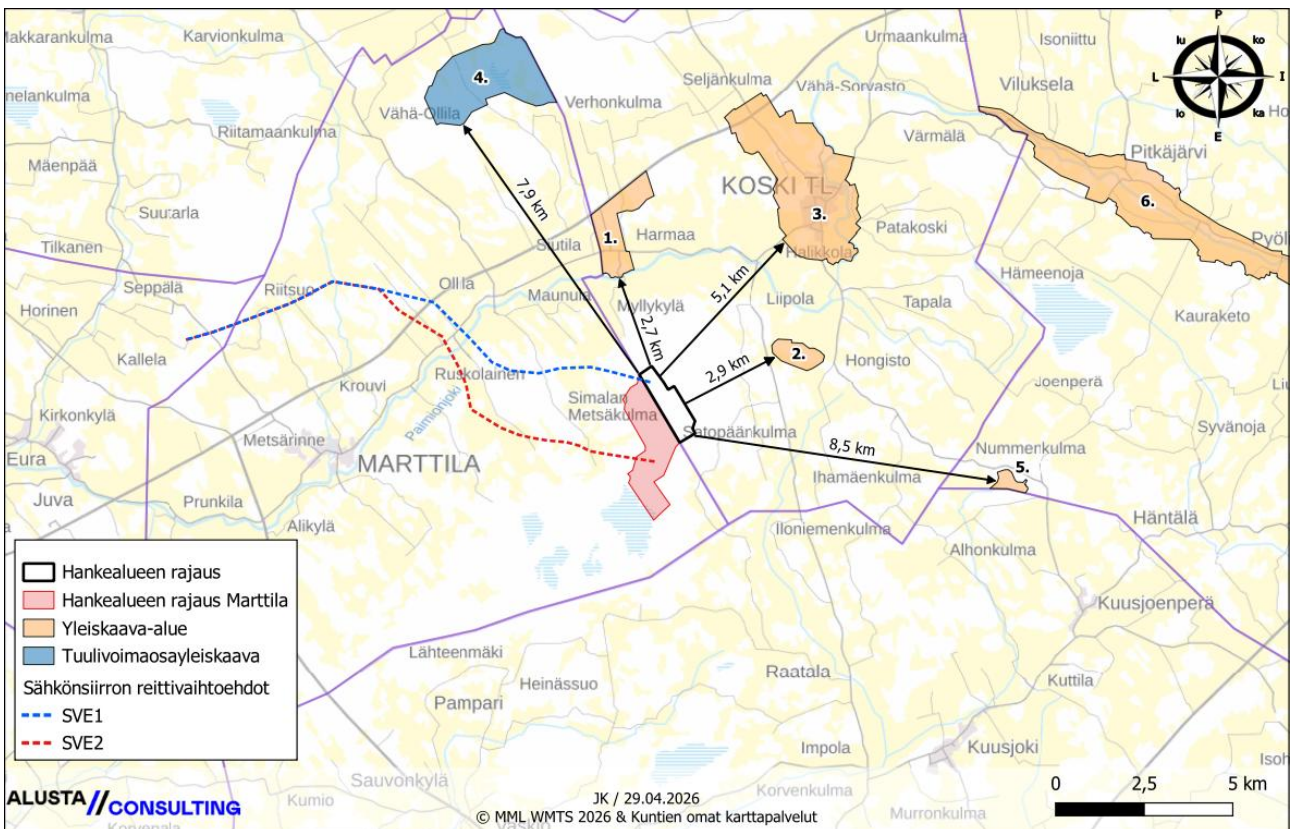 Makkarankulma
Karvionkulma
Urmaankulma
Isoniittu
P
lu
ko
L
I
lo
ka
E
4.
Seljänkulma
Vähä-Sorvasto
Viluksela
nelankulma
Vähä-Ollila
Verhonkulma
Riitamaankulma
Värmälä
Pitkäjärvi
Mäenpää
7,9 km
KOSKI TL
6.
Suutarla
3.
1.
Harmaa
Patakoski
Tilkanen
Siutila
Halikkola
Pyöli
Seppälä
Riitsuo
Ollila
5,1 km
Hämeenoja
Horinen
Maunula
Myllykylä
Liipola
Tapala
Kauraketo
2,7 km
Kallela
2.
Hongisto
Ruskolainen
2,9 km
Krouvi
Joenperä
Paimionjoki
Simalan
Metsäkulma
Kirkonkylä
Satopäänkulma
Syvänoja
Metsärinne
Nummenkulma
Eura
MARTTILA
8,5 km
5.
Juva
Prunkila
Ihamäenkulma
Alikylä
Iloniemenkulma
Häntälä
Alhonkulma
Hankealueen rajaus
Hankealueen rajaus Marttila
Yleiskaava-alue
Tuulivoimaosayleiskaava
Sähkönsiirron reittivaihtoehdot
SVE1
SVE2
Kuusjoenperä
Lähteenmäki
Raatala
Heinässuo
Kuttila
Pampari
Impola
Kuusjoki
Isoh
Sauvonkylä
0 2,5 5 km
Kumio
Korvenkulma
ALUSTA//CONSULTING
JK / 29.04.2026
© MML WMTS 2026 & Kuntien omat karttapalvelut
Murronkulma
Vaskio